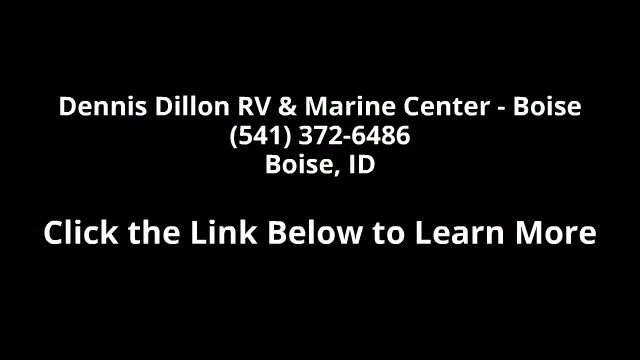 Dennis Dillon RV & Marine Center - Boise
(541) 372-6486
Boise, ID
Click the Link Below to Learn More